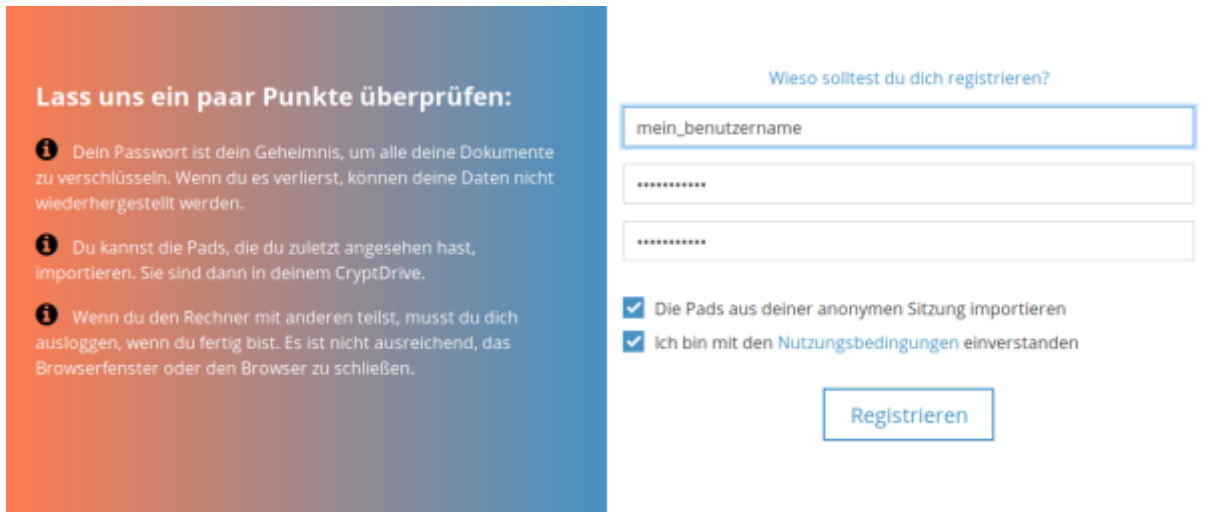 Lass uns ein paar Punkte überprüfen:
Dein Passwort ist dein Geheimnis, um alle deine Dokumente
zu verschlüsseln. Wenn du es verlierst, können deine Daten nicht
wiederhergestellt werden.
Du kannst die Pads, die du zuletzt angesehen hast,
importieren. Sie sind dann in deinem CryptDrive.
Wenn du den Rechner mit anderen teilst, musst du dich
ausloggen, wenn du fertig bist. Es ist nicht ausreichend, das
Browserfenster oder den Browser zu schließen.
Wieso solltest du dich registrieren?
mein_benutzername
•••••••••••
•••••••••••
Die Pads aus deiner anonymen Sitzung importieren
Ich bin mit den Nutzungsbedingungen einverstanden
Registrieren